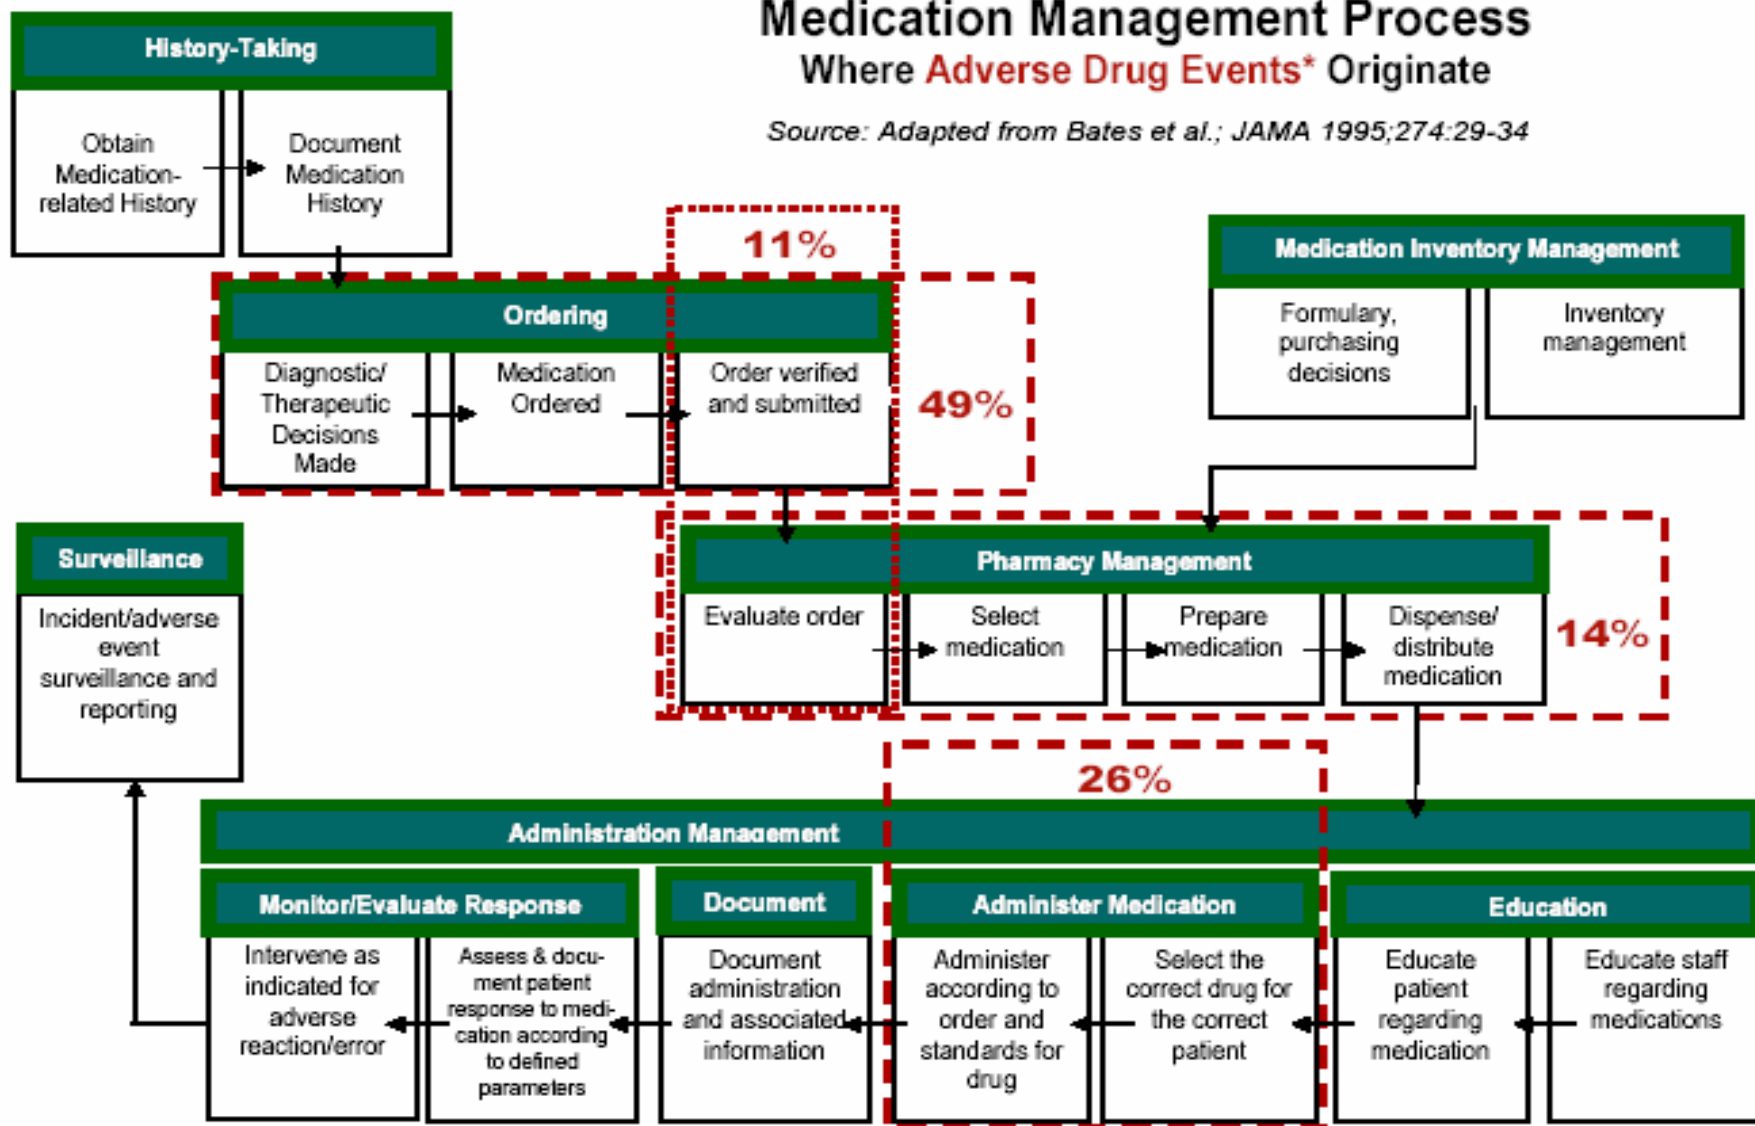 Medication Management Process
Where Adverse Drug Events* Originate
Source: Adapted from Bates et al.; JAMA 1995;274:29-34
History-Taking
Obtain
Medication-
related History
Document
Medication
History
11%
Ordering
Diagnostic/
Therapeutic
Decisions
Made
Medication
Ordered
Order verified
and submitted
49%
Medication Inventory Management
Formulary,
purchasing
decisions
Inventory
management
Pharmacy Management
Evaluate order
Select
medication
Prepare
medication
Dispense/
distribute
medication
14%
Surveillance
Incident/adverse
event
surveillance and
reporting
26%
Administration Management
Monitor/Evaluate Response
Intervene as
indicated for
adverse
reaction/error
Assess & docu-
ment patient
response to medi-
cation according
to defined
parameters
Document
Document
administration
and associated
information
Administer Medication
Administer
according to
order and
standards for
drug
Select the
correct drug for
the correct
patient
Education
Educate
patient
regarding
medication
Educate staff
regarding
medications